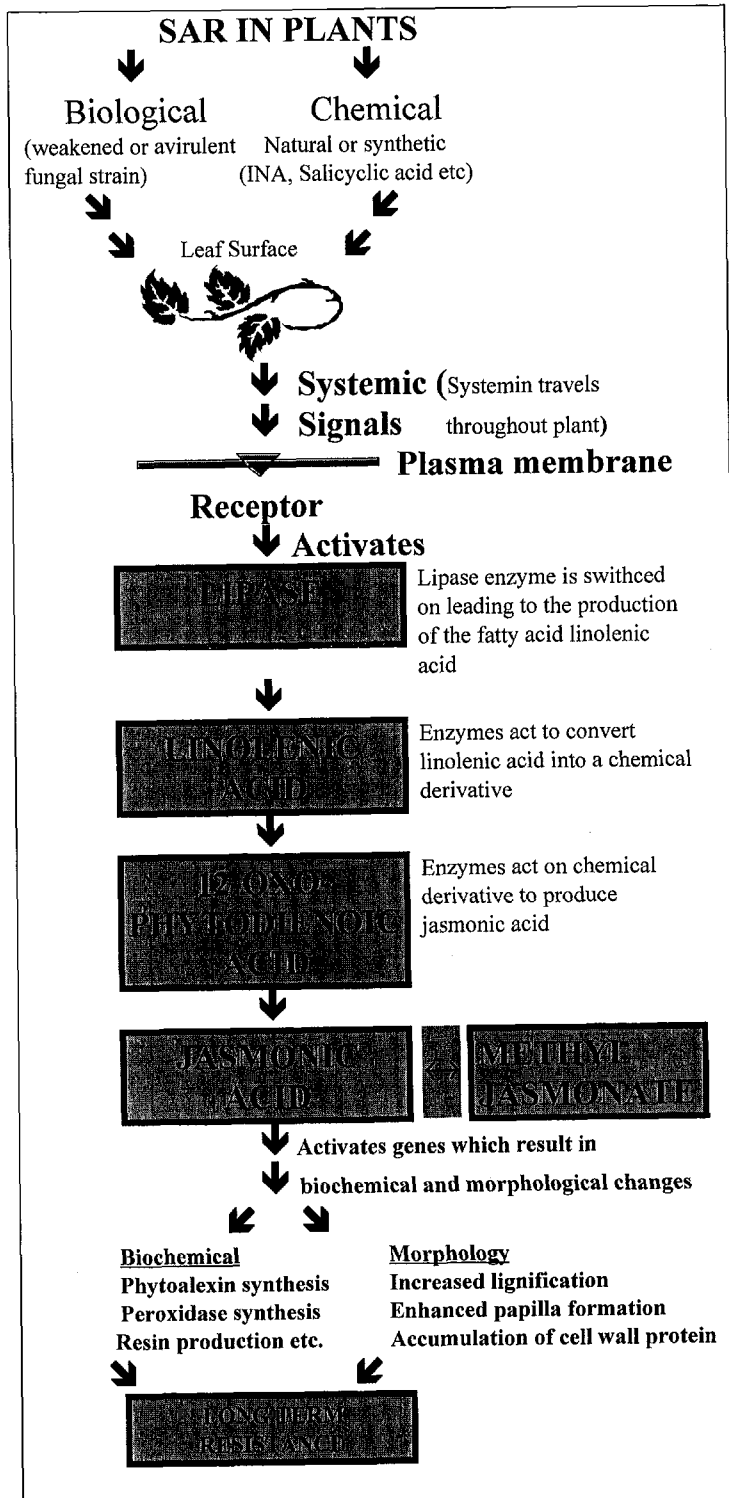 SAR IN PLANTS
Biological
(weakened or avirulent
fungal strain)
Chemical
Natural or synthetic
(INA, Salicyclic acid etc)
Leaf Surface
Systemic (Systemin travels
Signals throughout plant)
Plasma membrane
Receptor
Activates
LIPASE
Lipase enzyme is swithced
on leading to the production
of the fatty acid linolenic
acid
LINOLENIC
ACID
Enzymes act to convert
linolenic acid into a chemical
derivative
12 OXO-
PHYTODIENOIC
ACID
Enzymes act on chemical
derivative to produce
jasmonic acid
JASMONIC
ACID
METHYL
JASMONATE
Activates genes which result in
biochemical and morphological changes
Biochemical
Phytoalexin synthesis
Peroxidase synthesis
Resin production etc.
Morphology
Increased lignification
Enhanced papilla formation
Accumulation of cell wall protein
LONG TERM
RESISTANCE